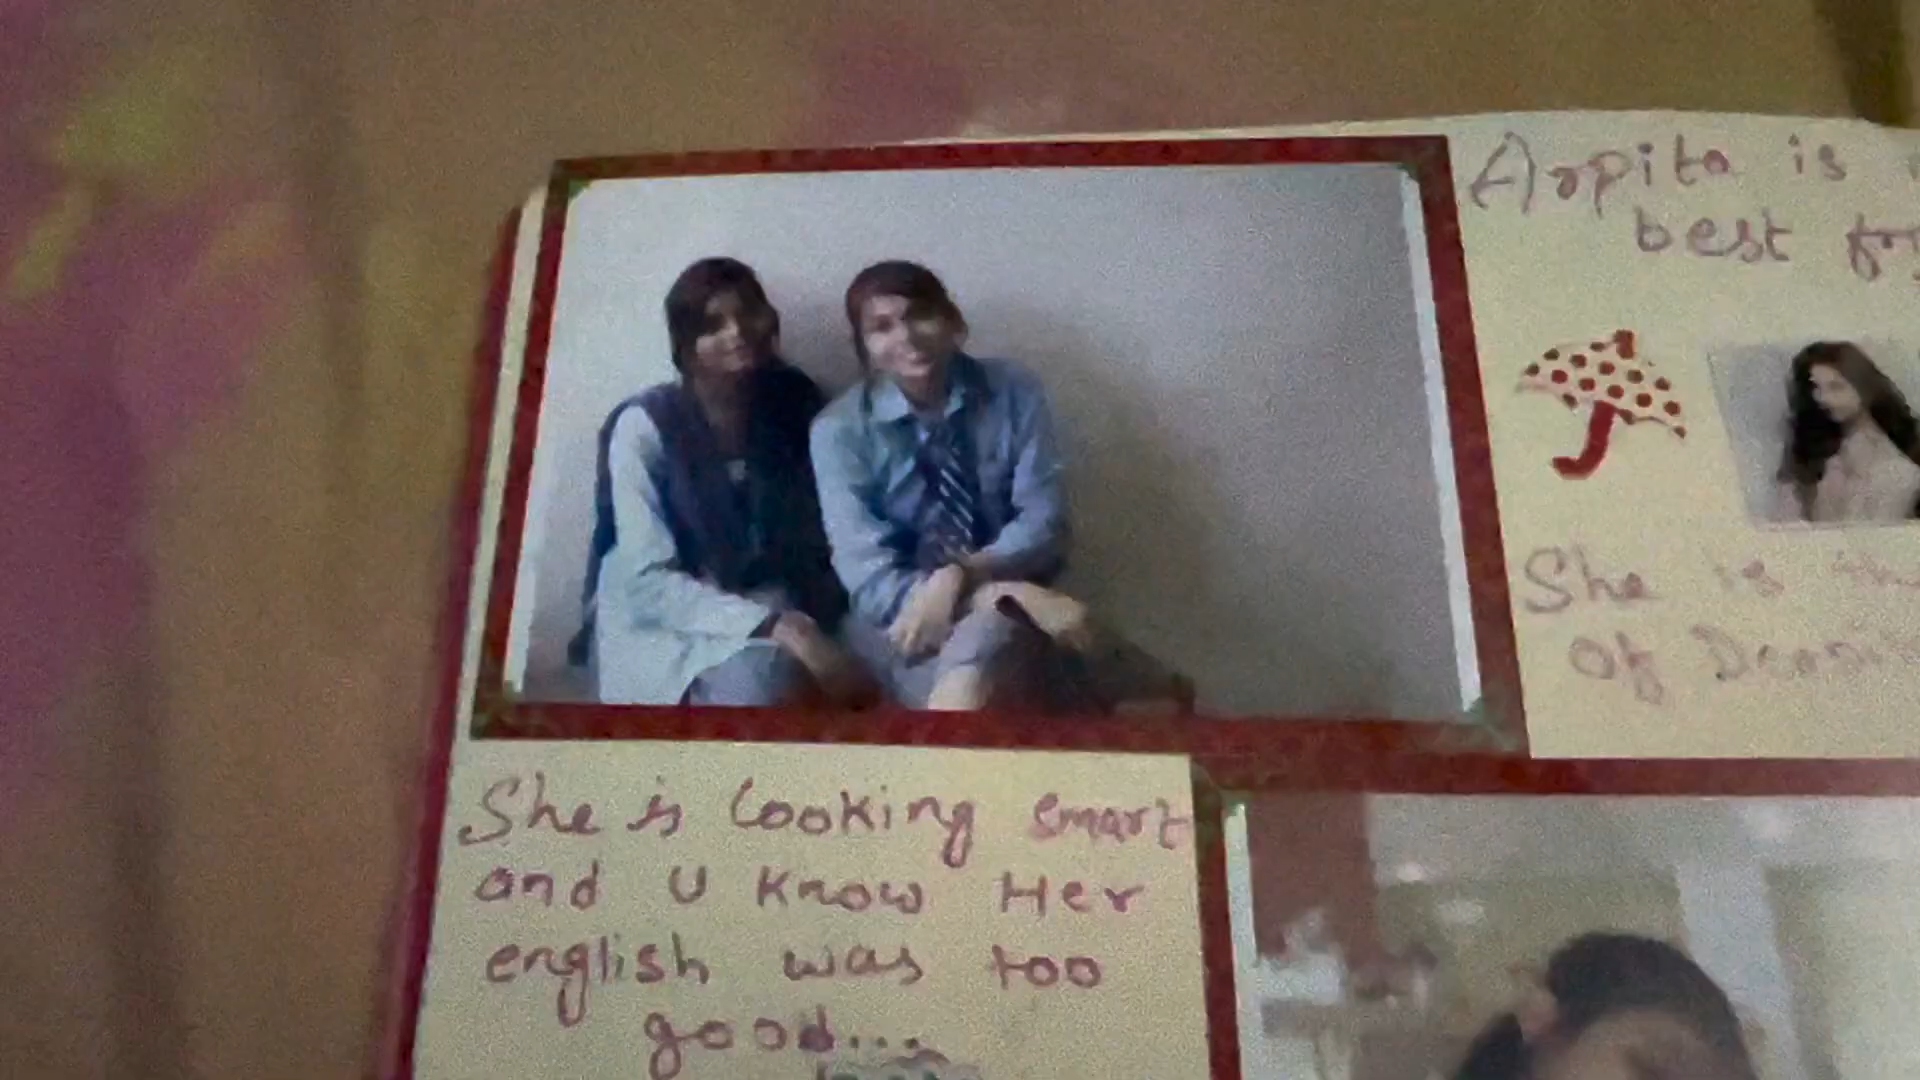 Arpita is
best
She is
Of
She is looking smart
and u know Her
english was too
good...